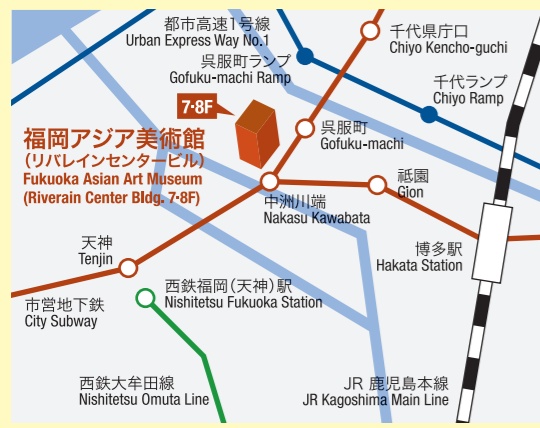 都市高速1号線
Urban Express Way No.1
千代県庁口
Chiyo Kencho-guchi
呉服町ランプ
Gofuku-machi Ramp
千代ランプ
Chiyo Ramp
7･8F
呉服町
Gofuku-machi
福岡アジア美術館
(リバレインセンタービル)
Fukuoka Asian Art Museum
(Riverain Center Bldg. 7･8F)
祇園
Gion
中洲川端
Nakasu Kawabata
天神
Tenjin
博多駅
Hakata Station
西鉄福岡(天神)駅
Nishitetsu Fukuoka Station
市営地下鉄
City Subway
西鉄大牟田線
Nishitetsu Omuta Line
JR 鹿児島本線
JR Kagoshima Main Line